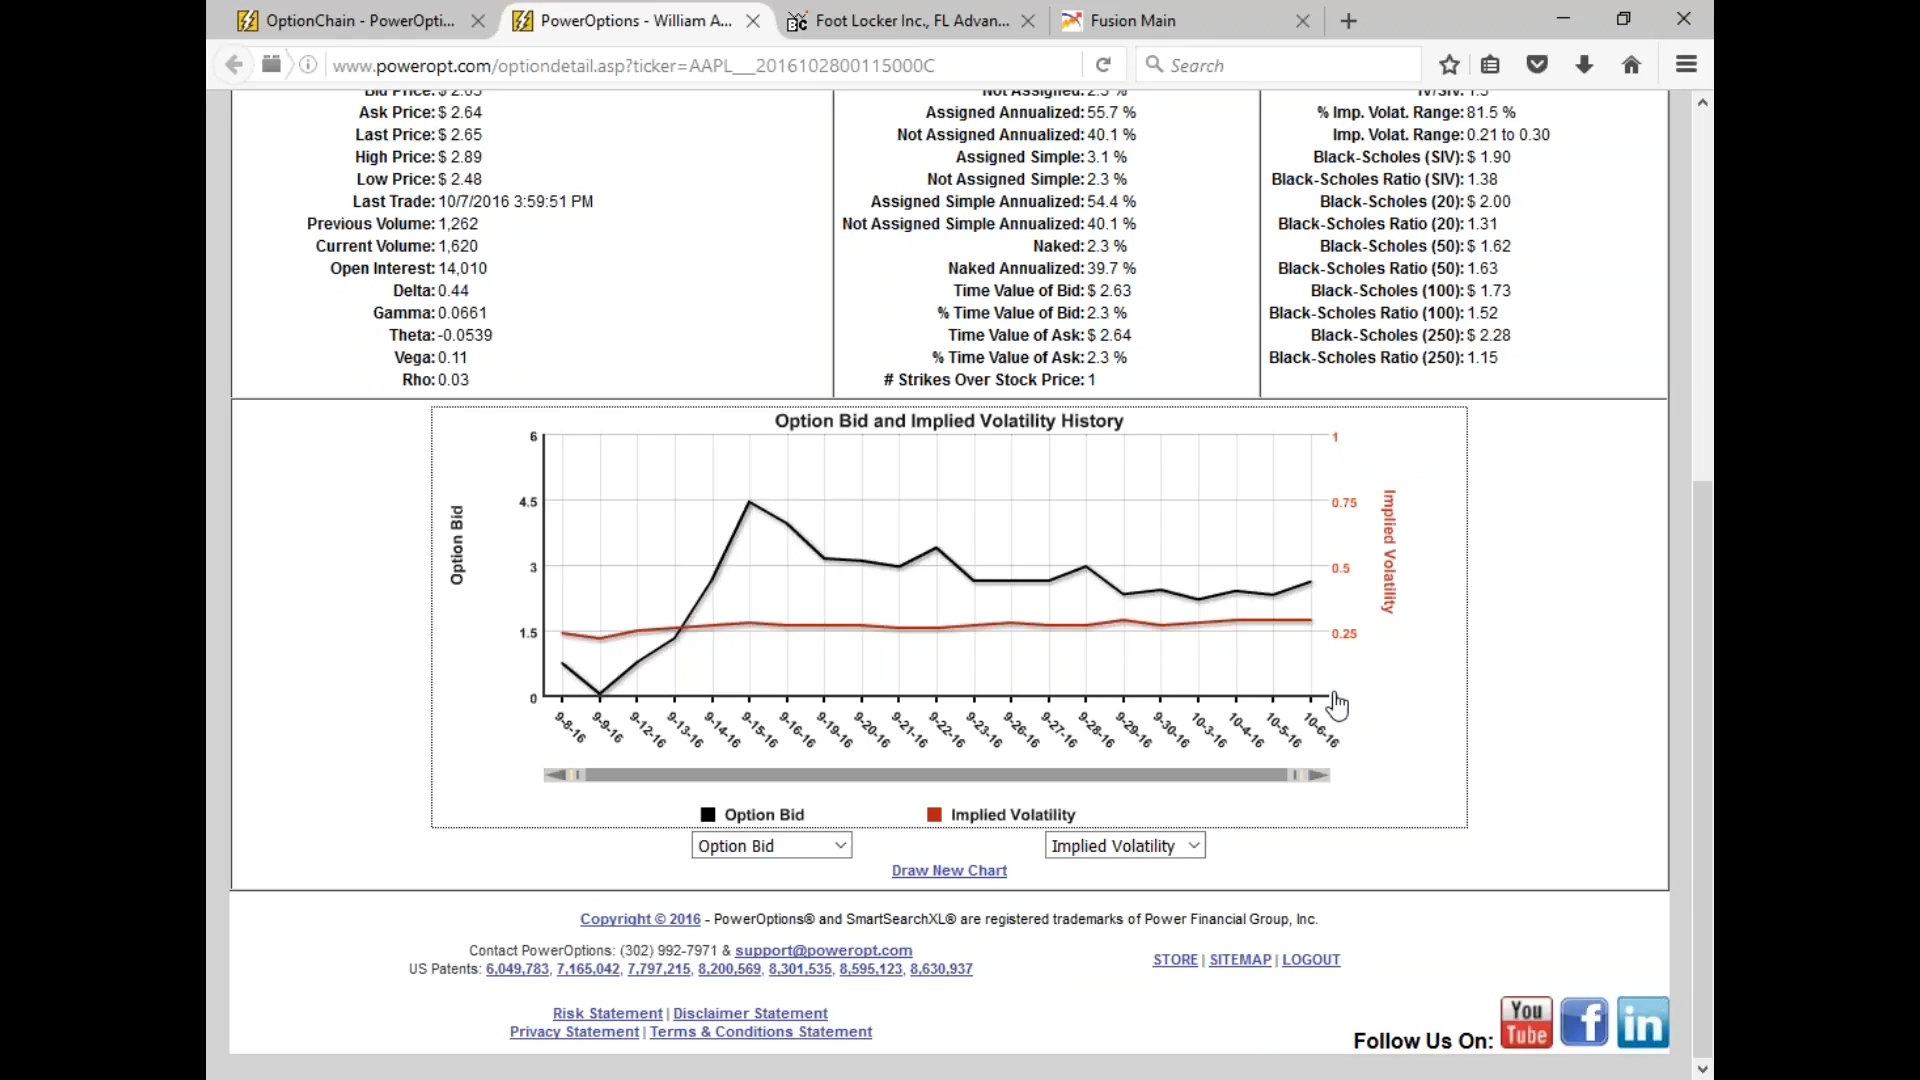 OptionChain - PowerOpti...
PowerOptions - William A...
Foot Locker Inc., FL Advan...
Fusion Main
www.poweropt.com/optiondetail.asp?ticker=AAPL___2016102800115000C
Search
Bid Price: $ 2.63
Ask Price: $ 2.64
Last Price: $ 2.65
High Price: $ 2.89
Low Price: $ 2.48
Last Trade: 10/7/2016 3:59:51 PM
Previous Volume: 1,262
Current Volume: 1,620
Open Interest: 14,010
Delta: 0.44
Gamma: 0.0661
Theta: -0.0539
Vega: 0.11
Rho: 0.03
Not Assigned: 2.3 %
Assigned Annualized: 55.7 %
Not Assigned Annualized: 40.1 %
Assigned Simple: 3.1 %
Not Assigned Simple: 2.3 %
Assigned Simple Annualized: 54.4 %
Not Assigned Simple Annualized: 40.1 %
Naked: 2.3 %
Naked Annualized: 39.7 %
Time Value of Bid: $ 2.63
% Time Value of Bid: 2.3 %
Time Value of Ask: $ 2.64
% Time Value of Ask: 2.3 %
# Strikes Over Stock Price: 1
IV/SIV: 1.3
% Imp. Volat. Range: 81.5 %
Imp. Volat. Range: 0.21 to 0.30
Black-Scholes (SIV): $ 1.90
Black-Scholes Ratio (SIV): 1.38
Black-Scholes (20): $ 2.00
Black-Scholes Ratio (20): 1.31
Black-Scholes (50): $ 1.62
Black-Scholes Ratio (50): 1.63
Black-Scholes (100): $ 1.73
Black-Scholes Ratio (100): 1.52
Black-Scholes (250): $ 2.28
Black-Scholes Ratio (250): 1.15
Option Bid and Implied Volatility History
Option Bid
6
4.5
3
1.5
0
1
0.75
0.5
0.25
Implied Volatility
9-8-16
9-9-16
9-12-16
9-13-16
9-14-16
9-15-16
9-16-16
9-19-16
9-20-16
9-21-16
9-22-16
9-23-16
9-26-16
9-27-16
9-28-16
9-29-16
9-30-16
10-3-16
10-4-16
10-5-16
10-6-16
Option Bid
Implied Volatility
Option Bid
Implied Volatility
Draw New Chart
Copyright © 2016 - PowerOptions® and SmartSearchXL® are registered trademarks of Power Financial Group, Inc.
Contact PowerOptions: (302) 992-7971 & support@poweropt.com
US Patents: 6,049,783, 7,165,042, 7,797,215, 8,200,569, 8,301,535, 8,595,123, 8,630,937
STORE | SITEMAP | LOGOUT
Risk Statement | Disclaimer Statement
Privacy Statement | Terms & Conditions Statement
Follow Us On:
You
Tube
f
in